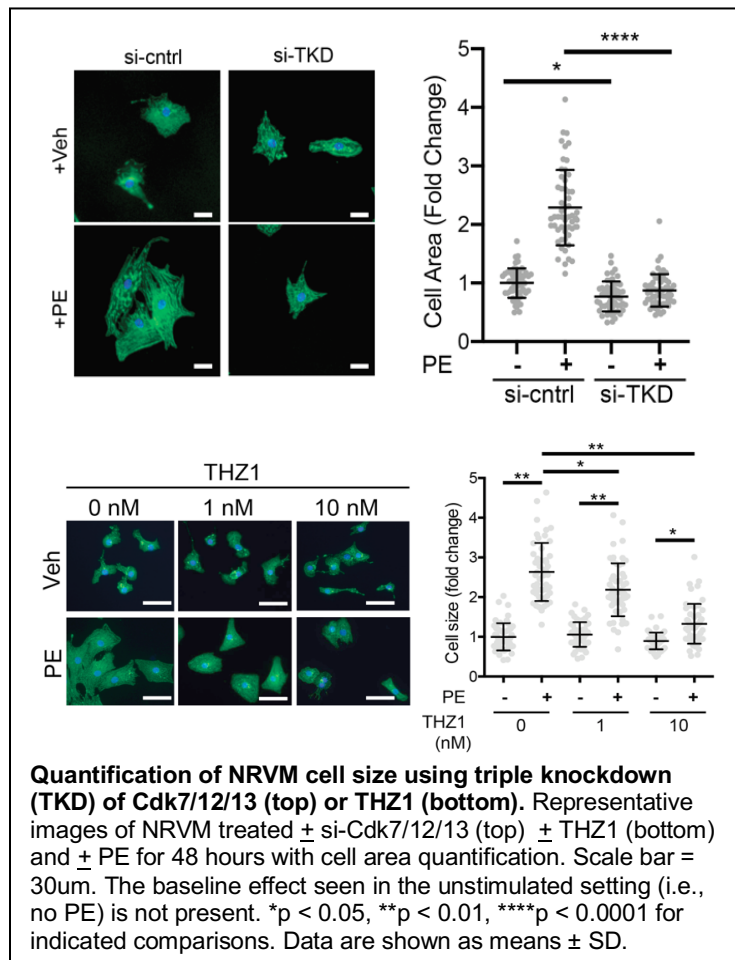 si-cntrl
si-TKD
+Veh
+PE
Cell Area (Fold Change)
5
4
3
2
1
0
****
*
PE
- + - +
si-cntrl si-TKD
THZ1
0 nM 1 nM 10 nM
Veh
PE
Cell size (fold change)
5
4
3
2
1
0
**
** * ** *
PE - + - + - +
THZ1 0 1 10
(nM)
Quantification of NRVM cell size using triple knockdown
(TKD) of Cdk7/12/13 (top) or THZ1 (bottom). Representative
images of NRVM treated + si-Cdk7/12/13 (top) + THZ1 (bottom)
and + PE for 48 hours with cell area quantification. Scale bar =
30um. The baseline effect seen in the unstimulated setting (i.e.,
no PE) is not present. *p < 0.05, **p < 0.01, ****p < 0.0001 for
indicated comparisons. Data are shown as means ± SD.